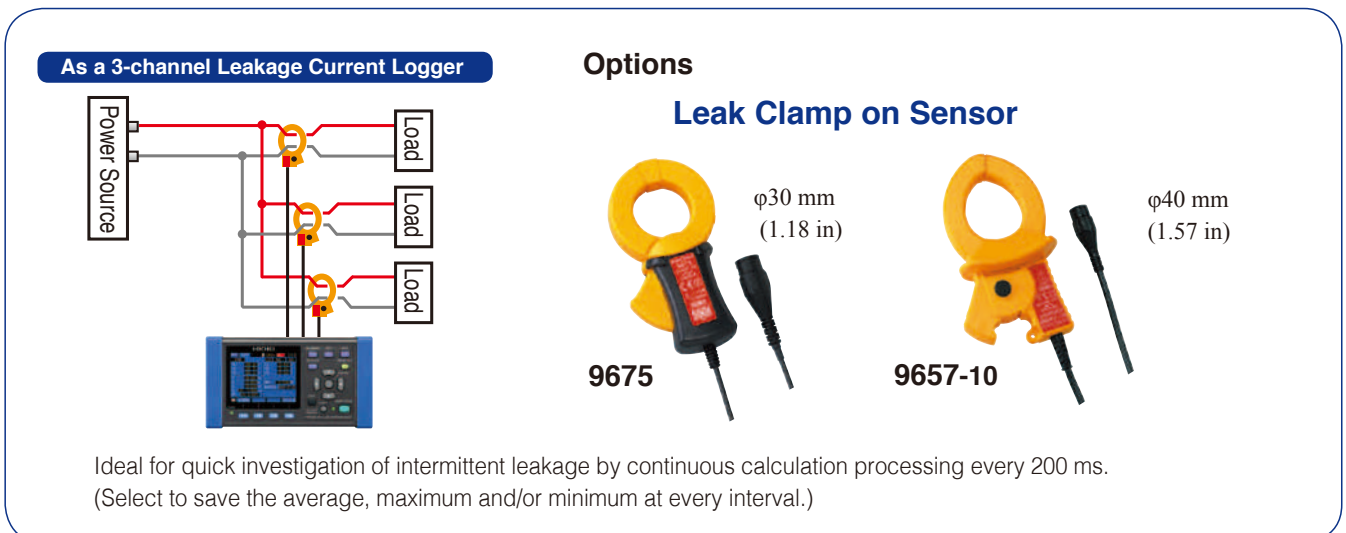 As a 3-channel Leakage Current Logger
Power Source
Load
Load
Load
HIOKI
Options
Leak Clamp on Sensor
φ30 mm
(1.18 in)
9675
φ40 mm
(1.57 in)
9657-10
Ideal for quick investigation of intermittent leakage by continuous calculation processing every 200 ms.
(Select to save the average, maximum and/or minimum at every interval.)